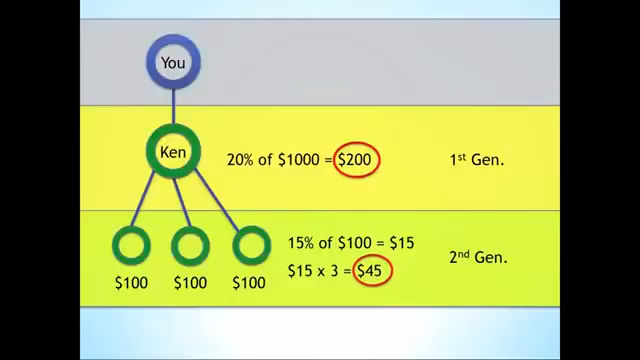 You
Ken
20% of $1000 = $200
1st Gen.
15% of $100 = $15
$15 x 3 = $45
2nd Gen.
$100 $100 $100